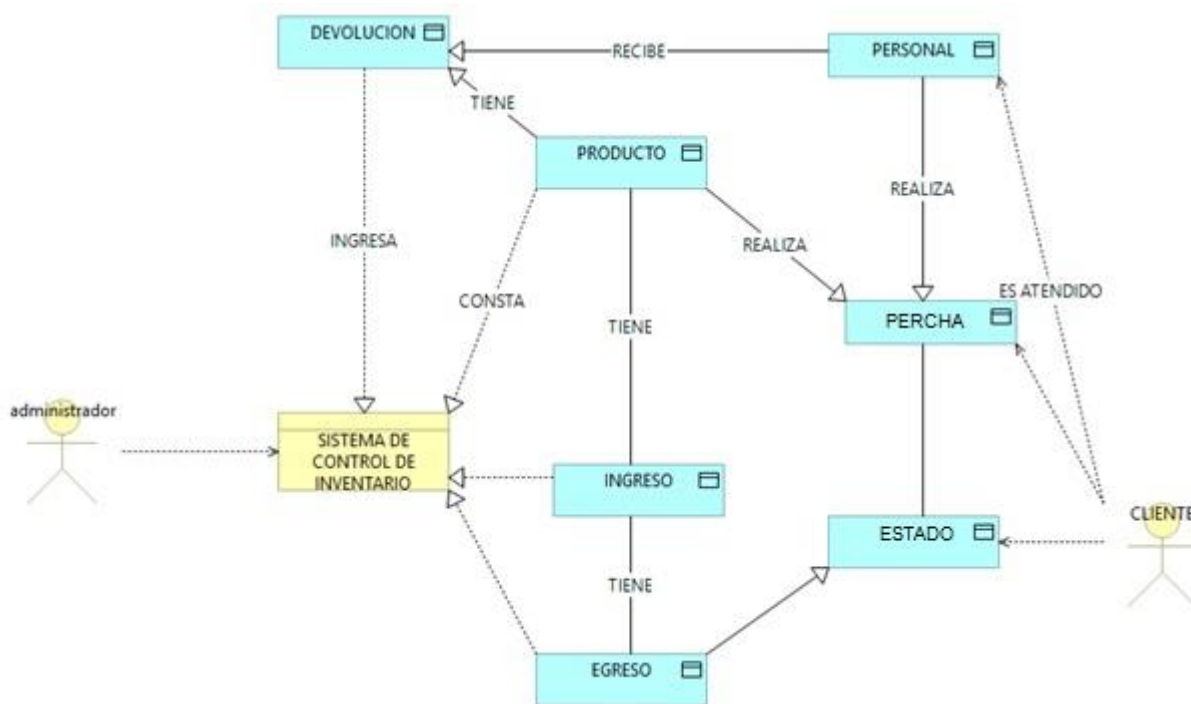 DEVOLUCION
RECIBE
PERSONAL
TIENE
PRODUCTO
REALIZA
INGRESA
REALIZA
CONSTA
ES ATENDIDO
TIENE
PERCHA
administrador
SISTEMA DE
CONTROL DE
INVENTARIO
INGRESO
ESTADO
CLIENTE
TIENE
EGRESO